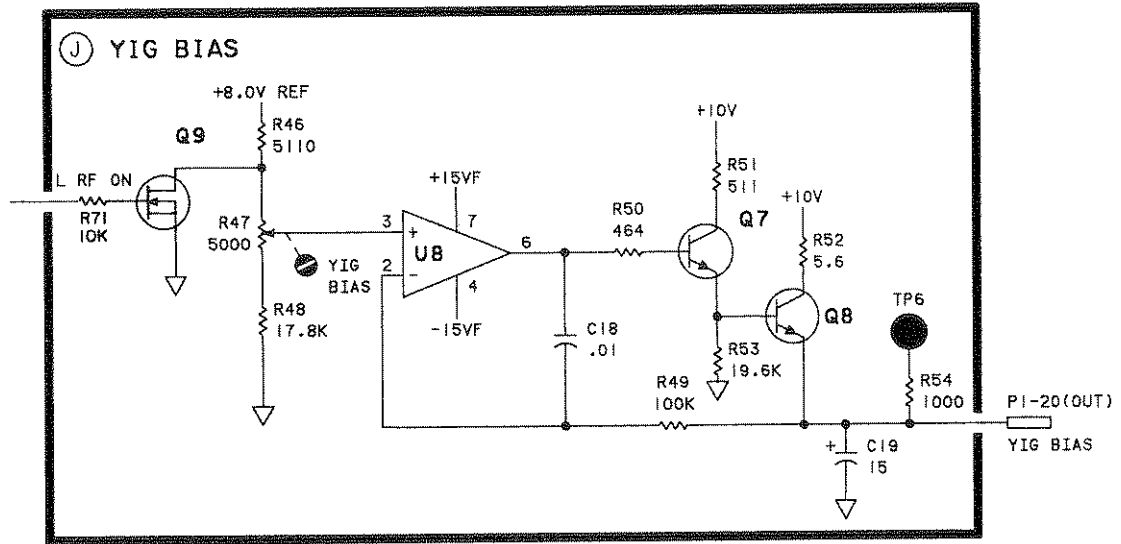 J YIG BIAS
+8.0V REF
R46
5110
Q9
L RF ON
R71
10K
R47
5000
YIG
BIAS
R48
17.8K
+15VF
3
+
7
U8
6
2
-
4
-15VF
C18
.01
R50
464
+10V
R51
511
Q7
+10V
R52
5.6
Q8
R53
19.6K
R49
100K
TP6
R54
1000
+
C19
15
P1-20(OUT)
YIG BIAS